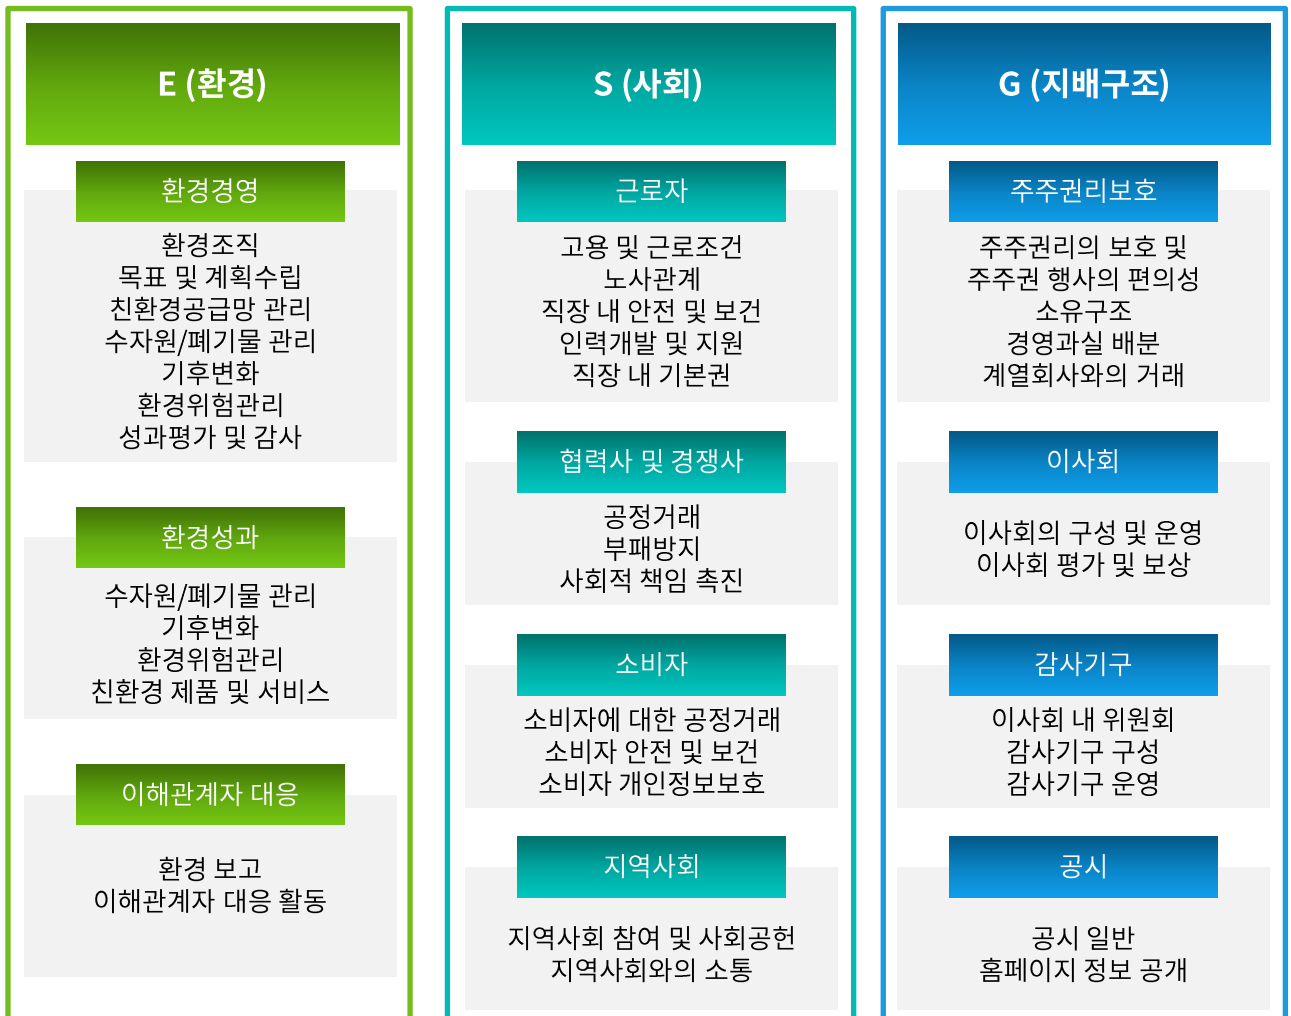 E (환경)
환경경영
환경조직
목표 및 계획수립
친환경공급망 관리
수자원/폐기물 관리
기후변화
환경위험관리
성과평가 및 감사
환경성과
수자원/폐기물 관리
기후변화
환경위험관리
친환경 제품 및 서비스
이해관계자 대응
환경 보고
이해관계자 대응 활동
S (사회)
근로자
고용 및 근로조건
노사관계
직장 내 안전 및 보건
인력개발 및 지원
직장 내 기본권
협력사 및 경쟁사
공정거래
부패방지
사회적 책임 촉진
소비자
소비자에 대한 공정거래
소비자 안전 및 보건
소비자 개인정보보호
지역사회
지역사회 참여 및 사회공헌
지역사회와의 소통
G (지배구조)
주주권리보호
주주권리의 보호 및
주주권 행사의 편의성
소유구조
경영과실 배분
계열회사와의 거래
이사회
이사회의 구성 및 운영
이사회 평가 및 보상
감사기구
이사회 내 위원회
감사기구 구성
감사기구 운영
공시
공시 일반
홈페이지 정보 공개